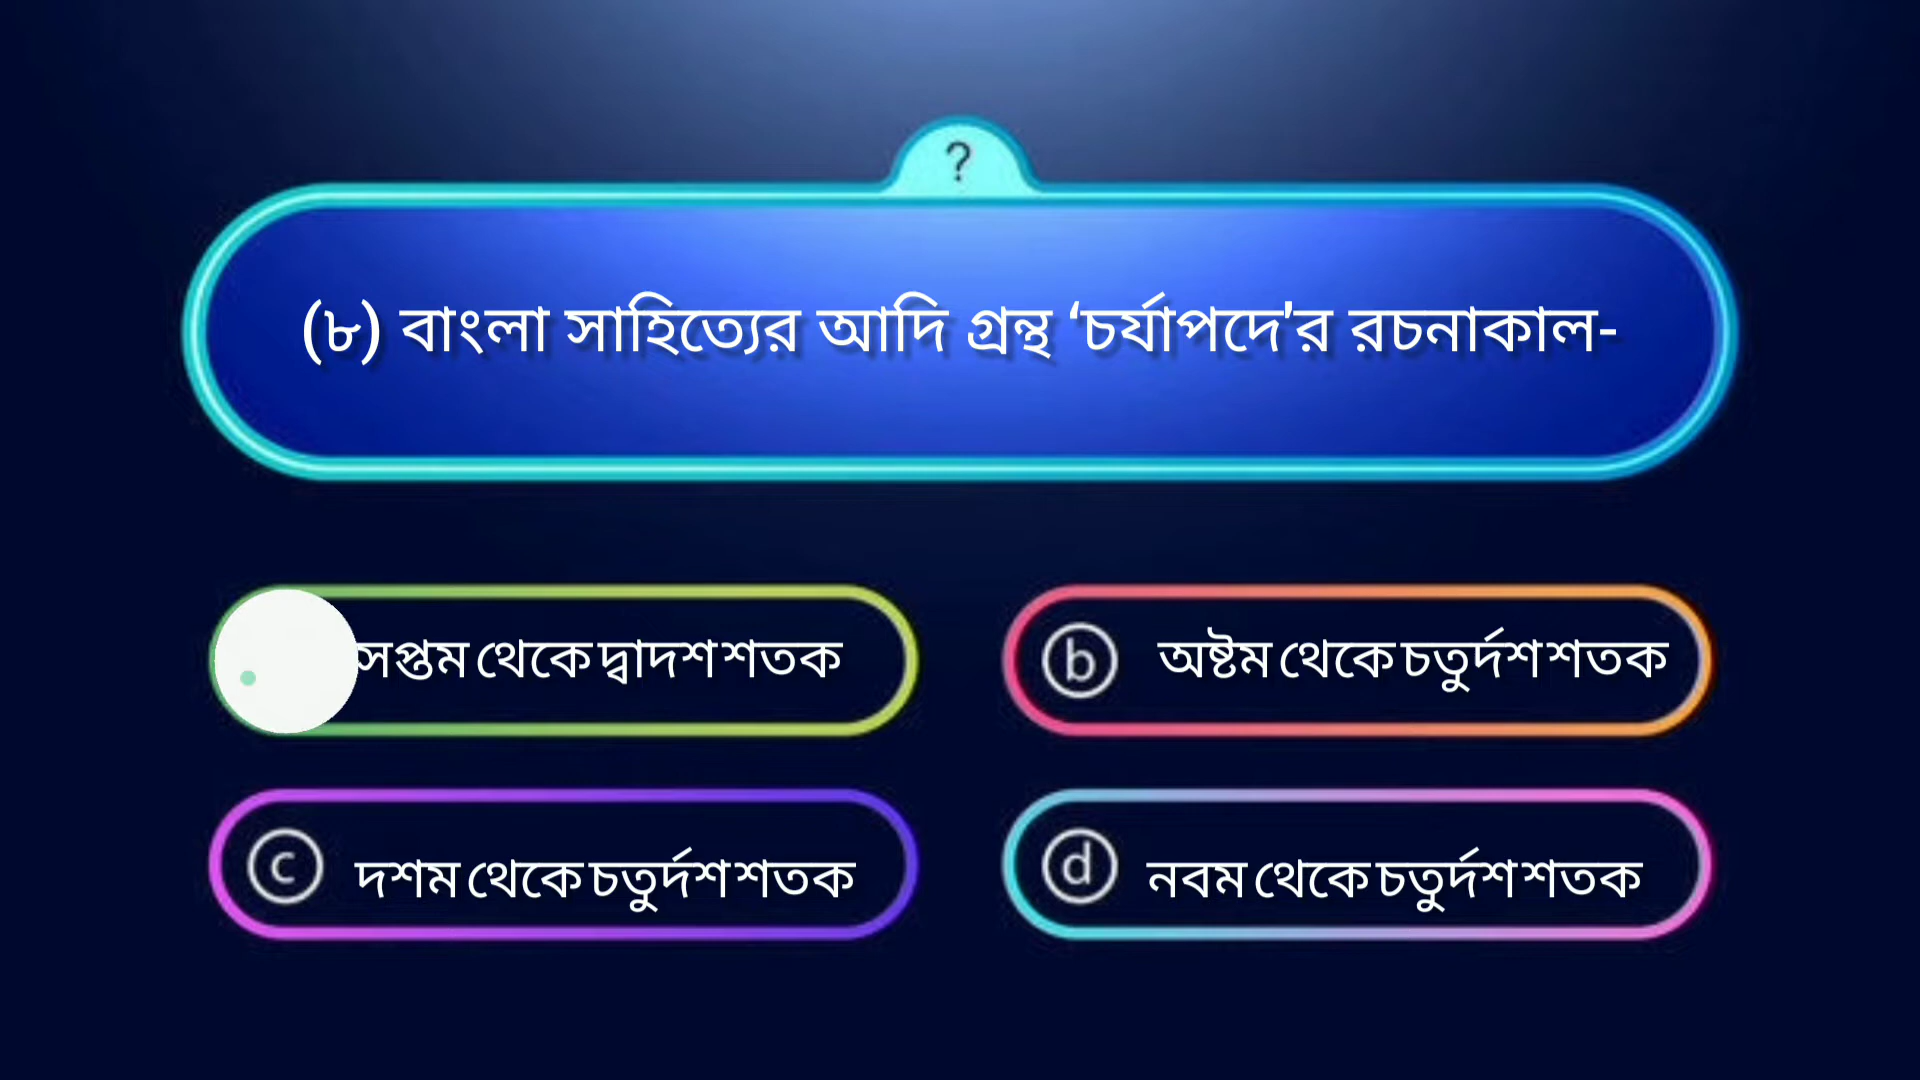 ?
(৮) বাংলা সাহিত্যের আদি গ্রন্থ ‘চর্যাপদে’র রচনাকাল-
সপ্তম থেকে দ্বাদশ শতক
b অষ্টম থেকে চতুর্দশ শতক
c দশম থেকে চতুর্দশ শতক
d নবম থেকে চতুর্দশ শতক